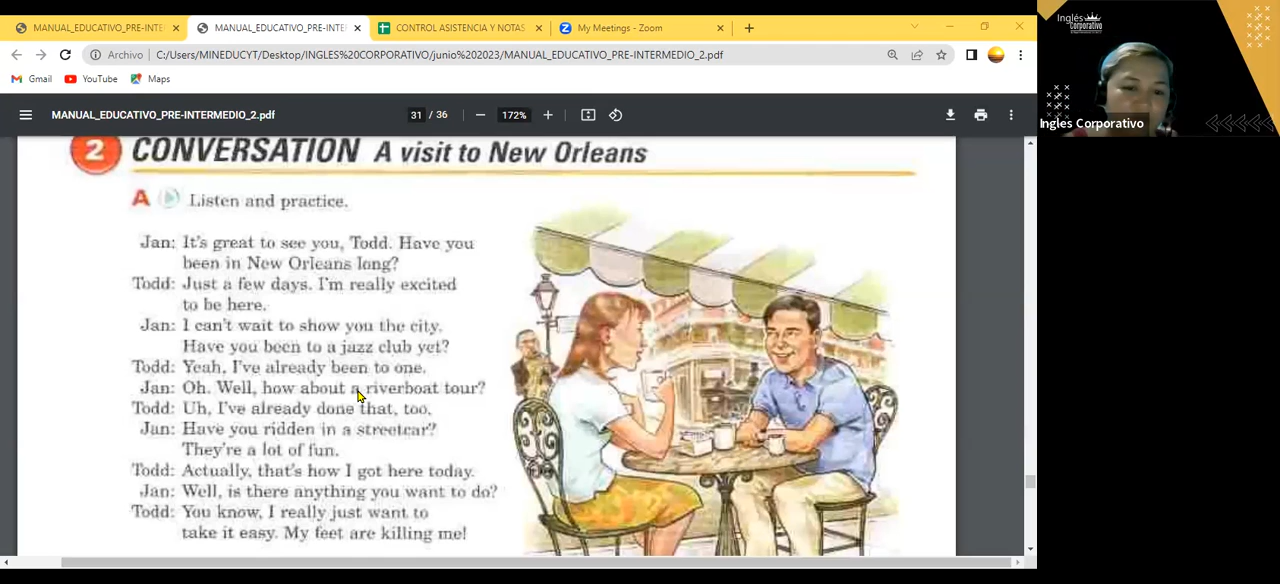 MANUAL_EDUCATIVO_PRE-INTE
MANUAL_EDUCATIVO_PRE-INTERME
CONTROL ASISTENCIA Y NOTAS
My Meetings - Zoom
Archivo
C:/Users/MINEDUCYT/Desktop/INGLES%20CORPORATIVO/junio%202023/MANUAL_EDUCATIVO_PRE-INTERMEDIO_2.pdf
Gmail
YouTube
Maps
MANUAL_EDUCATIVO_PRE-INTERMEDIO_2.pdf
31 / 36
172%
2 CONVERSATION A visit to New Orleans
A Listen and practice.
Jan: It's great to see you, Todd. Have you
been in New Orleans long?
Todd: Just a few days. I'm really excited
to be here.
Jan: I can't wait to show you the city.
Have you been to a jazz club yet?
Todd: Yeah, I've already been to one.
Jan: Oh. Well, how about a riverboat tour?
Todd: Uh, I've already done that, too.
Jan: Have you ridden in a streetcar?
They're a lot of fun.
Todd: Actually, that's how I got here today.
Jan: Well, is there anything you want to do?
Todd: You know, I really just want to
take it easy. My feet are killing me!
Inglés
Corporativo
Ingles Corporativo